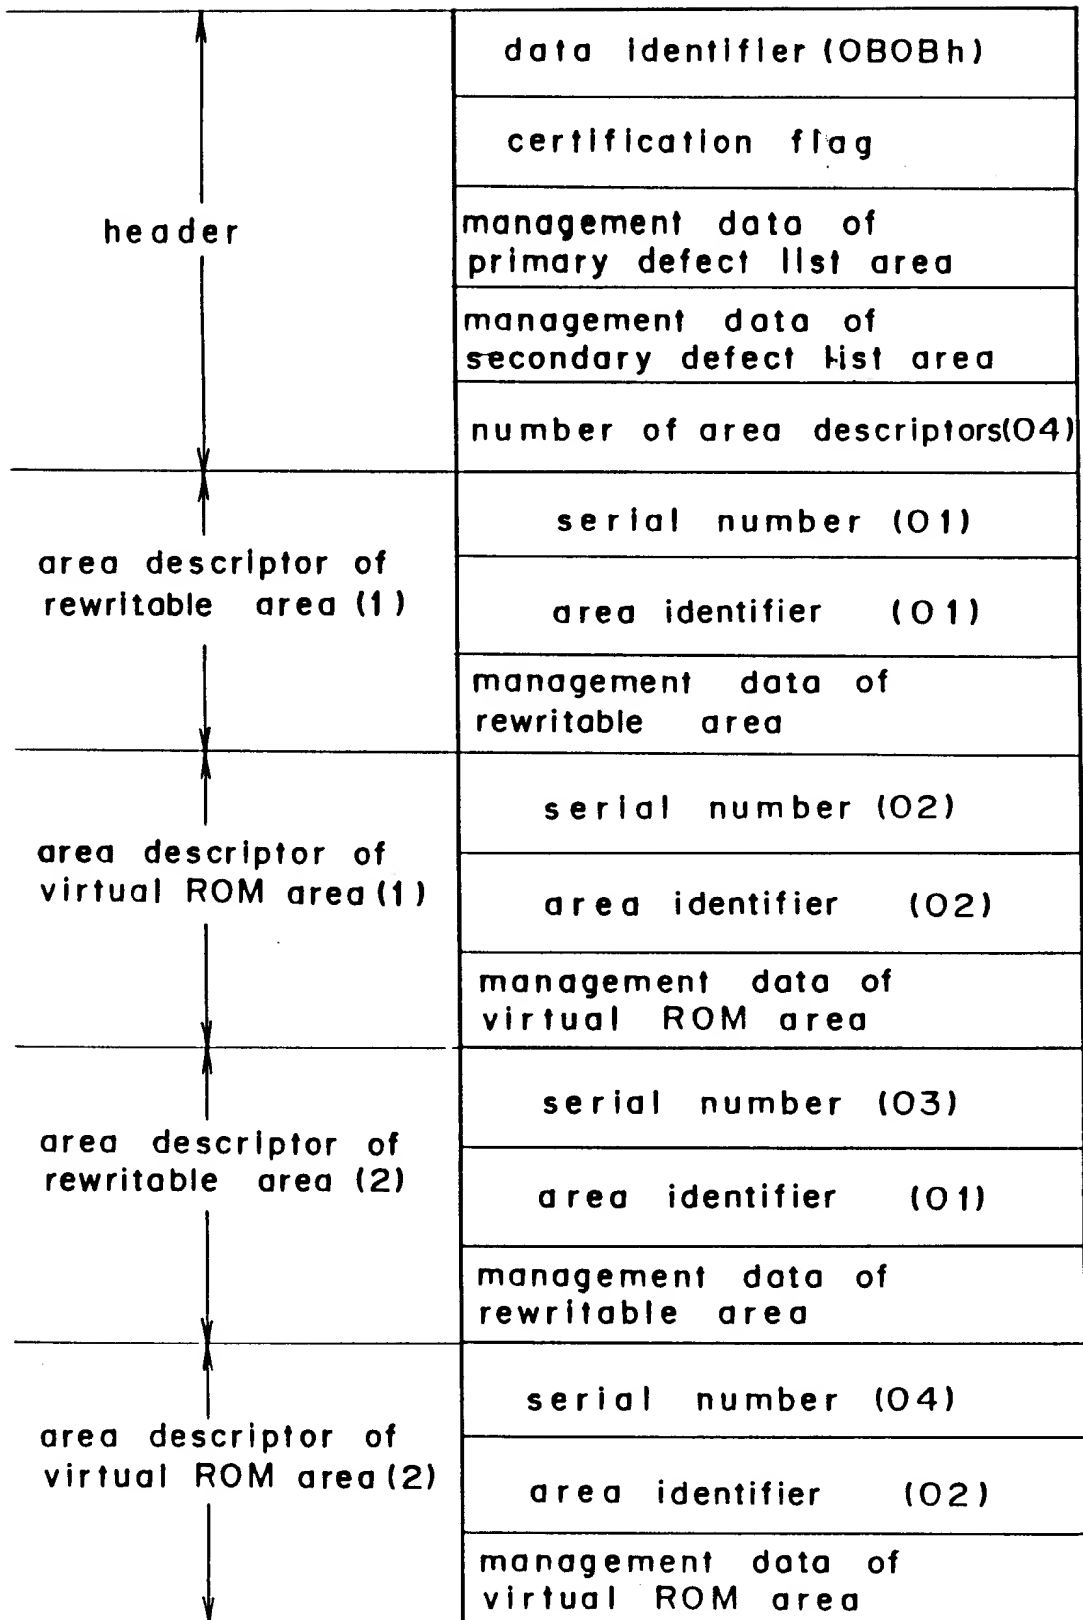 data identifier (0B0Bh)
certification flag
header
management data of
primary defect list area
management data of
secondary defect list area
number of area descriptors(04)
serial number (01)
area descriptor of
rewritable area (1)
area identifier (01)
management data of
rewritable area
serial number (02)
area descriptor of
virtual ROM area (1)
area identifier (02)
management data of
virtual ROM area
serial number (03)
area descriptor of
rewritable area (2)
area identifier (01)
management data of
rewritable area
serial number (04)
area descriptor of
virtual ROM area (2)
area identifier (02)
management data of
virtual ROM area